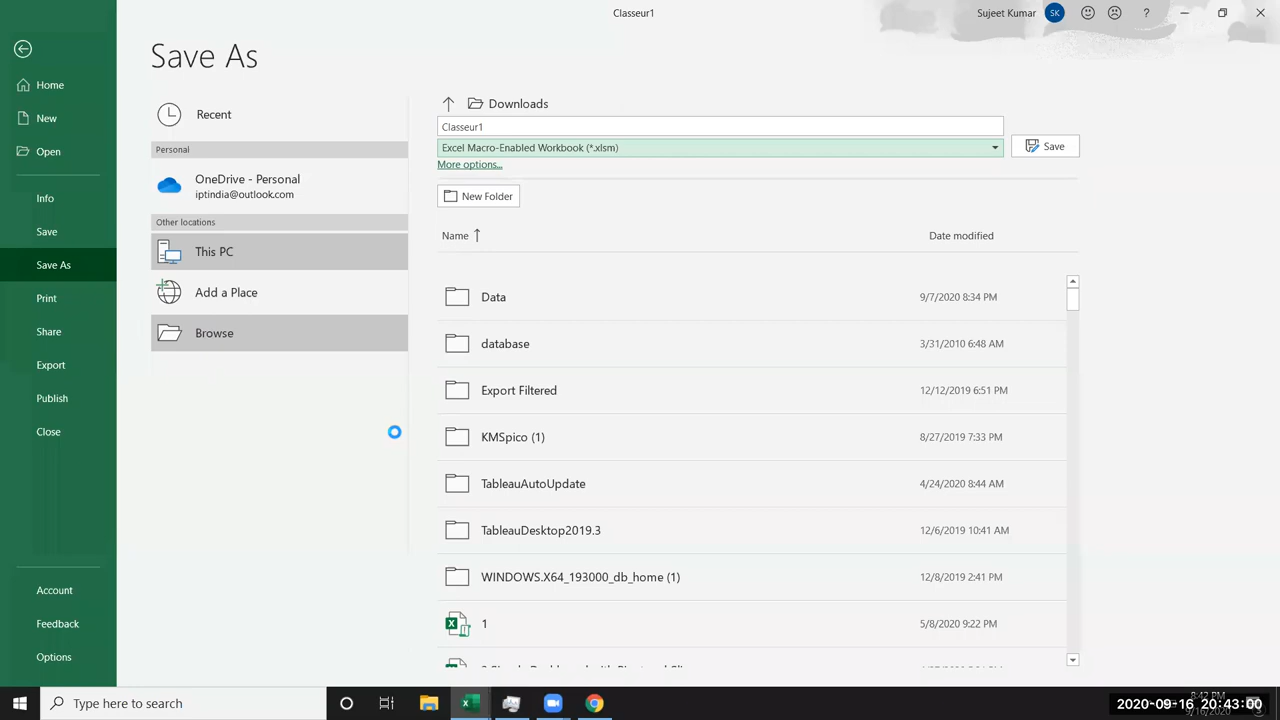 Classeur1
Sujeet Kumar
SK
?
Save As
Home
New
Open
Info
Save
Save As
Print
Share
Export
Publish
Close
Account
Feedback
Options
Recent
Personal
OneDrive - Personal
iptindia@outlook.com
Other locations
This PC
Add a Place
Browse
Downloads
Classeur1
Excel Macro-Enabled Workbook (*.xlsm)
Save
More options...
New Folder
Name
Date modified
Data 9/7/2020 8:34 PM
database 3/31/2010 6:48 AM
Export Filtered 12/12/2019 6:51 PM
KMSpico (1) 8/27/2019 7:33 PM
TableauAutoUpdate 4/24/2020 8:44 AM
TableauDesktop2019.3 12/6/2019 10:41 AM
WINDOWS.X64_193000_db_home (1) 12/8/2019 2:41 PM
1 5/8/2020 9:22 PM
Type here to search
8:42 PM
2020-09-16 20:43:00
9/16/2020